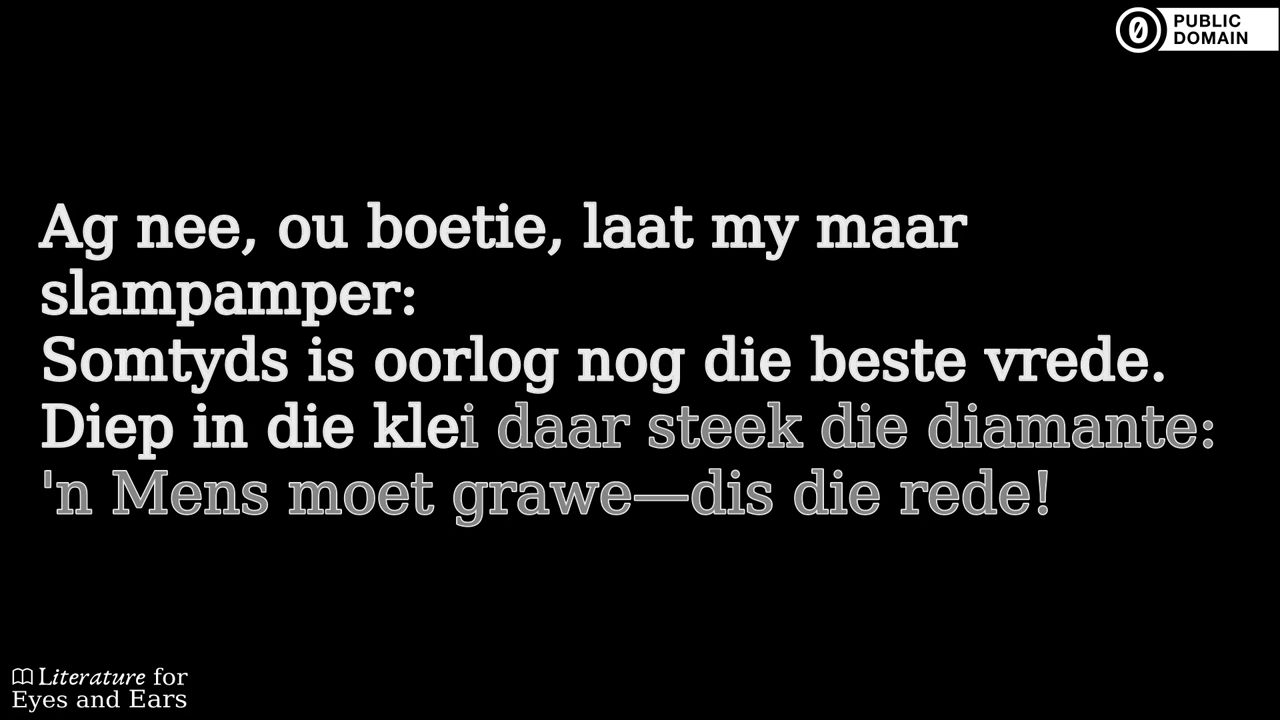 PUBLIC
DOMAIN
Ag nee, ou boetie, laat my maar
slampamper:
Somtyds is oorlog nog die beste vrede.
Diep in die klei daar steek die diamante:
'n Mens moet grawe—dis die rede!
Literature for
Eyes and Ears